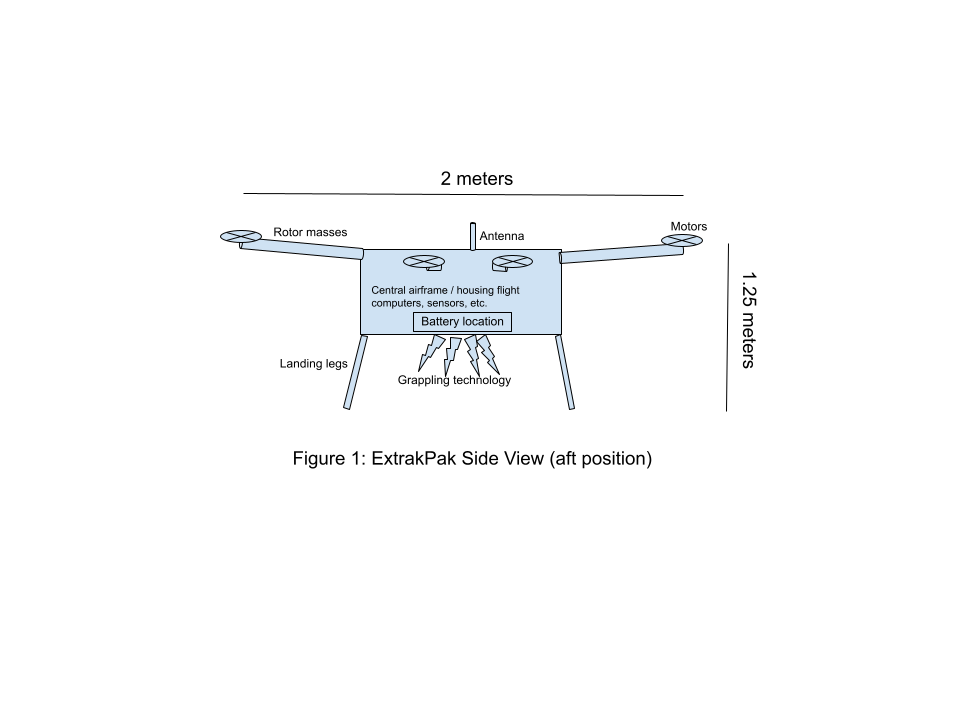 2 meters
Rotor masses
Antenna
Motors
Central airframe / housing flight
computers, sensors, etc.
Battery location
1.25 meters
Landing legs
Grappling technology
Figure 1: ExtrakPak Side View (aft position)